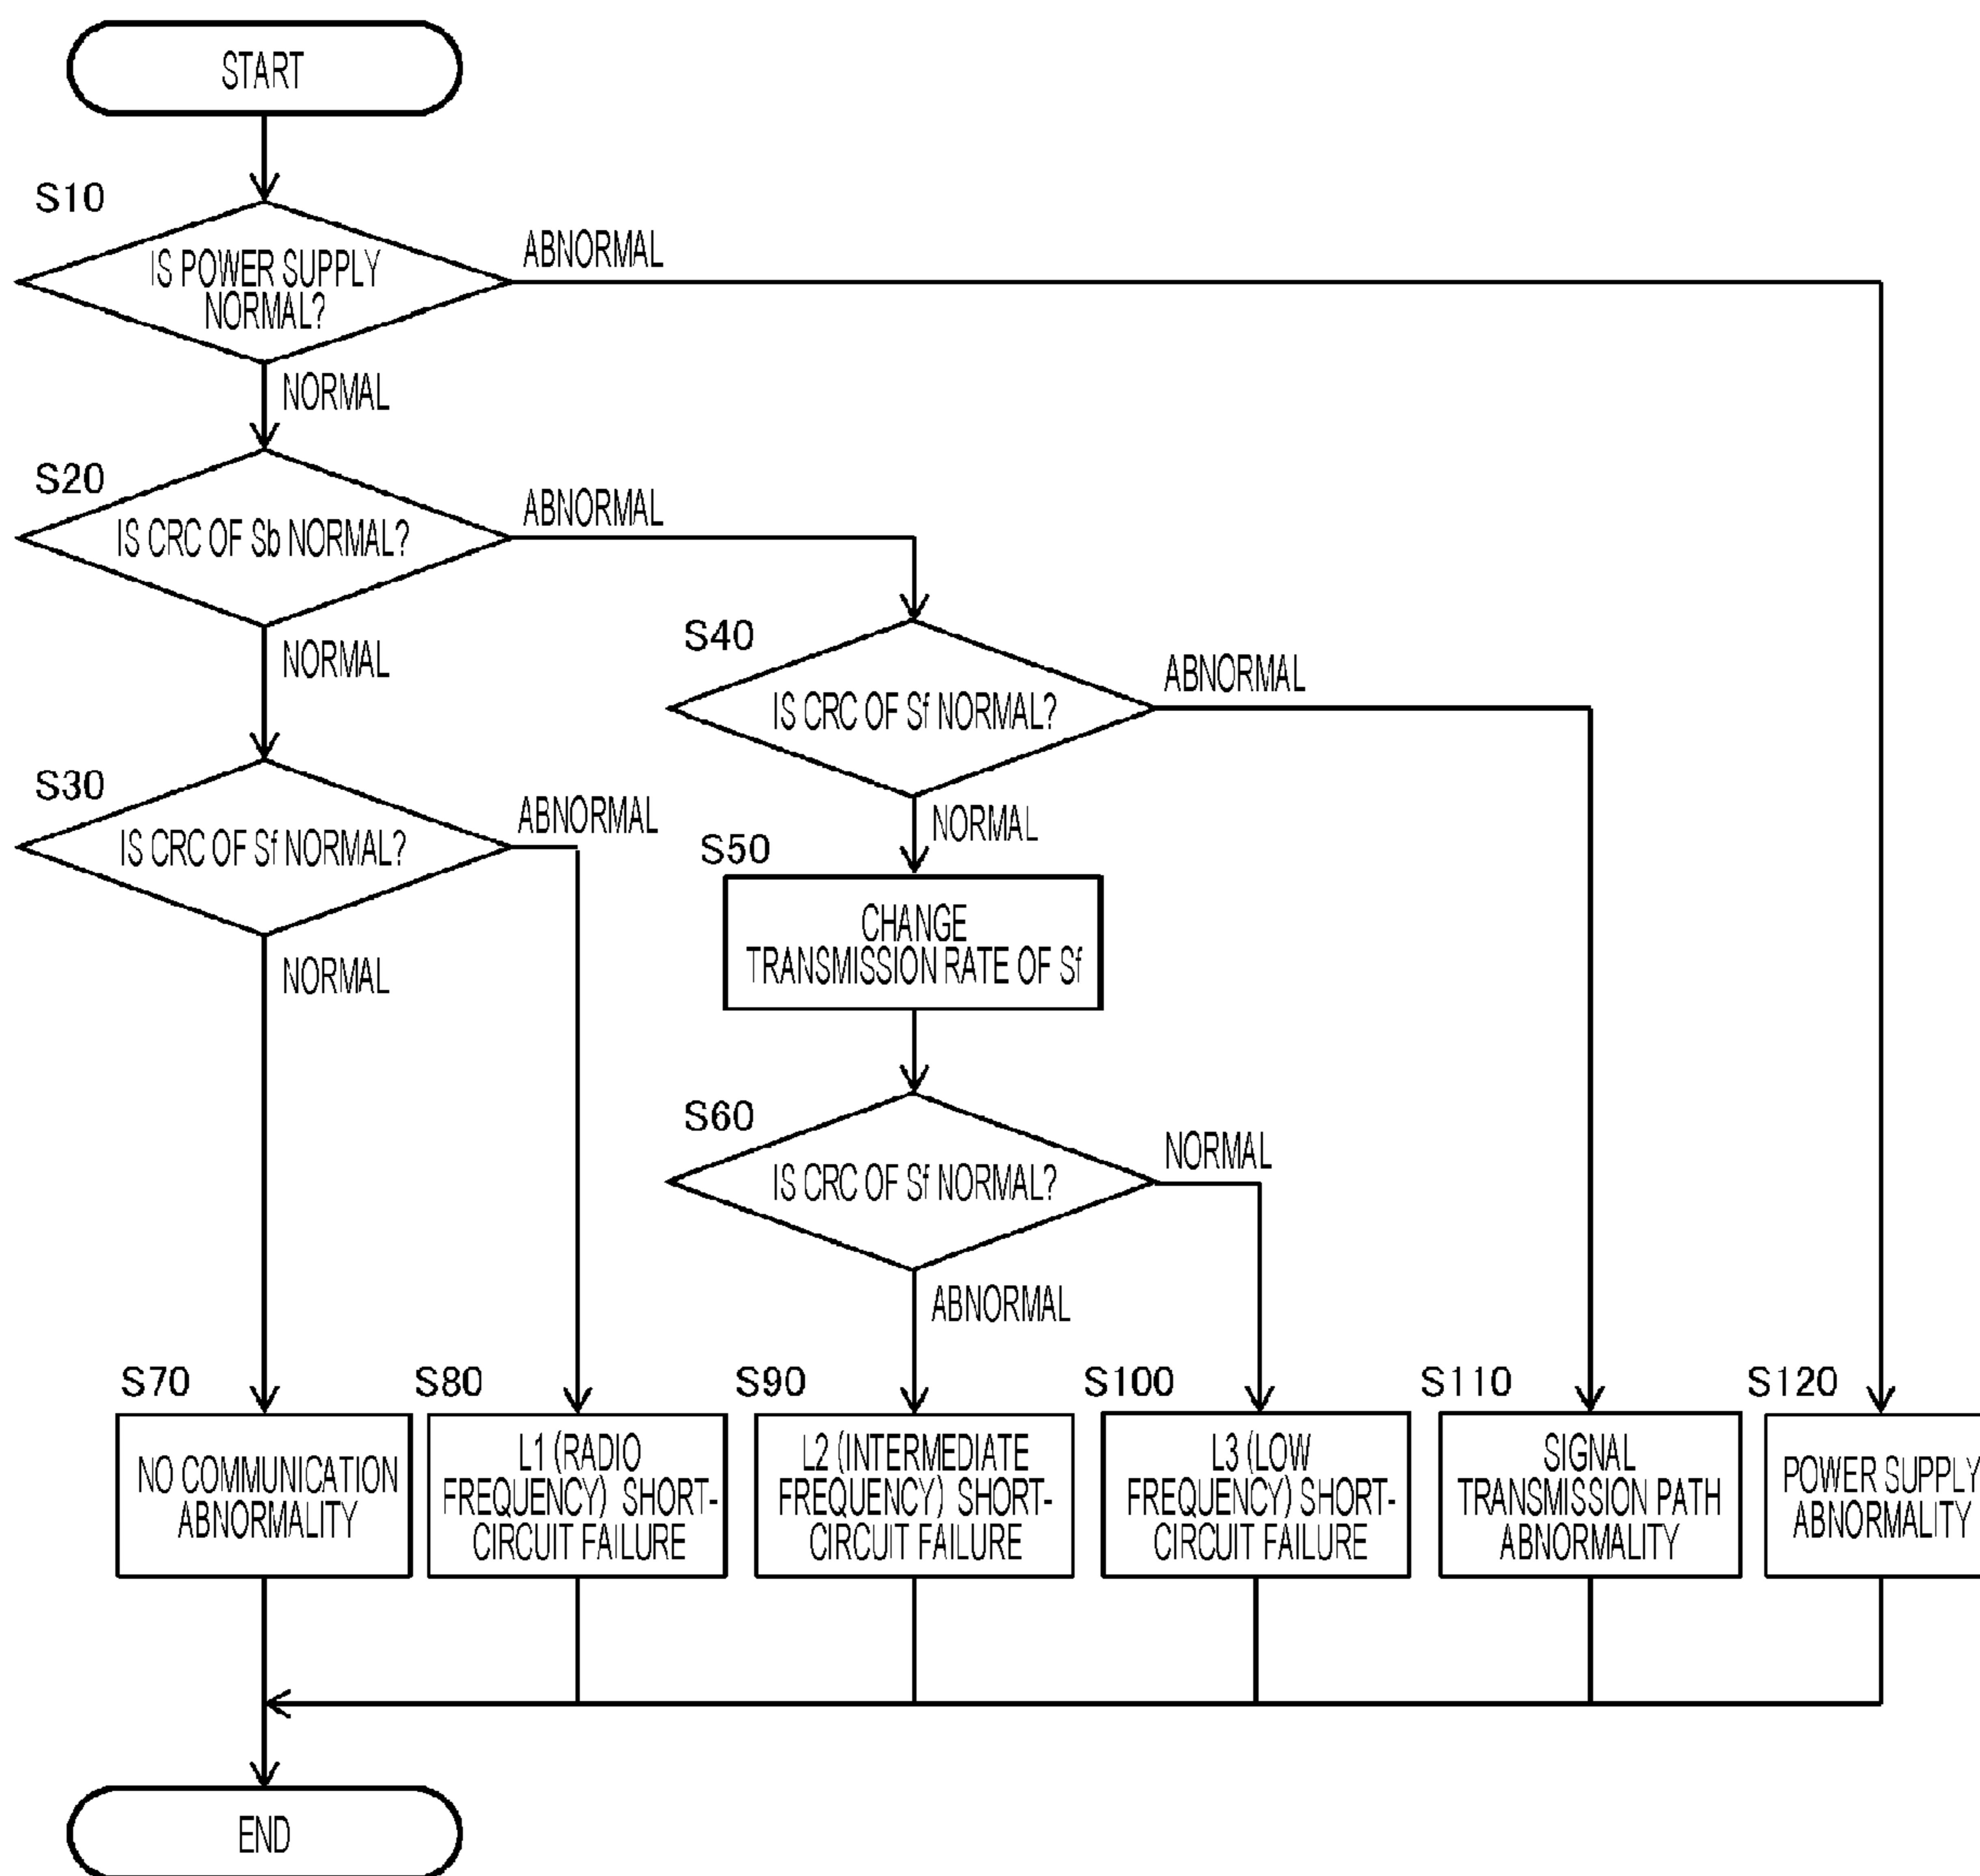 START
S10
IS POWER SUPPLY
NORMAL?
ABNORMAL
NORMAL
S20
IS CRC OF Sb NORMAL?
ABNORMAL
NORMAL
S40
IS CRC OF Sf NORMAL?
ABNORMAL
NORMAL
S30
IS CRC OF Sf NORMAL?
ABNORMAL
NORMAL
S50
CHANGE
TRANSMISSION RATE OF Sf
S60
IS CRC OF Sf NORMAL?
NORMAL
ABNORMAL
S70
NO COMMUNICATION
ABNORMALITY
S80
L1 (RADIO
FREQUENCY) SHORT-
CIRCUIT FAILURE
S90
L2 (INTERMEDIATE
FREQUENCY) SHORT-
CIRCUIT FAILURE
S100
L3 (LOW
FREQUENCY) SHORT-
CIRCUIT FAILURE
S110
SIGNAL
TRANSMISSION PATH
ABNORMALITY
S120
POWER SUPPLY
ABNORMALITY
END